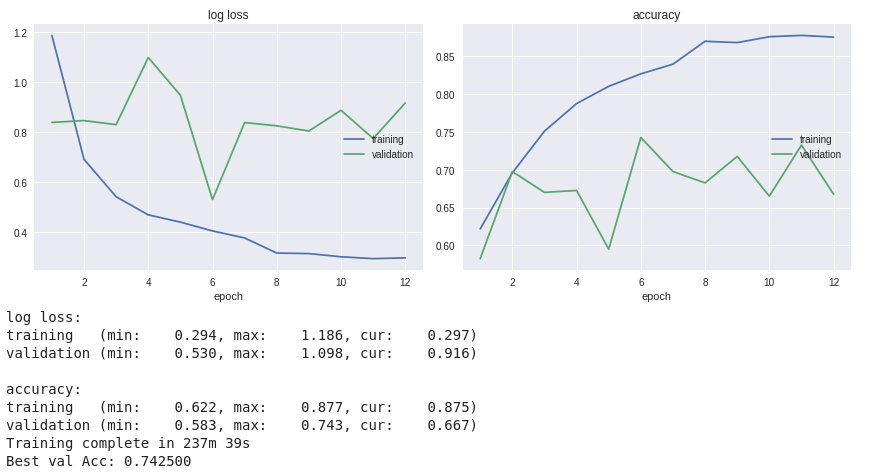 log loss
accuracy
1.2
1.0
0.8
0.6
0.4
training
validation
2 4 6 8 10 12
epoch
0.85
0.80
0.75
0.70
0.65
0.60
training
validation
2 4 6 8 10 12
epoch
log loss:
training   (min:    0.294, max:    1.186, cur:    0.297)
validation (min:    0.530, max:    1.098, cur:    0.916)
accuracy:
training   (min:    0.622, max:    0.877, cur:    0.875)
validation (min:    0.583, max:    0.743, cur:    0.667)
Training complete in 237m 39s
Best val Acc: 0.742500